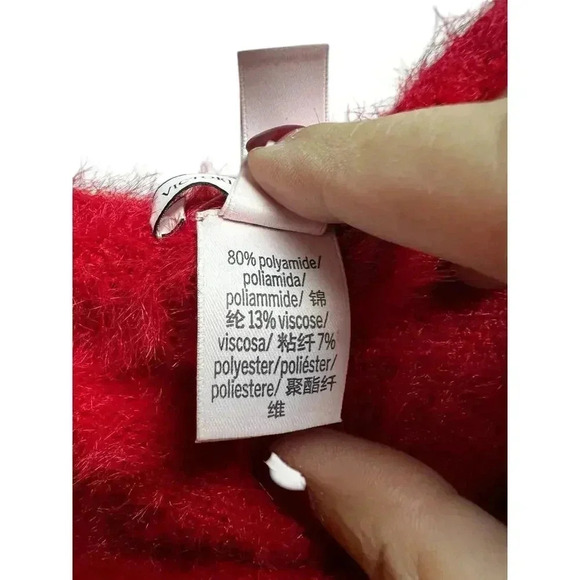 VICTORI
80% polyamide/
poliamida/
poliammide/ 锦
纶 13% viscose/
viscosa/ 粘纤 7%
polyester/poliéster/
poliestere/ 聚酯纤
维